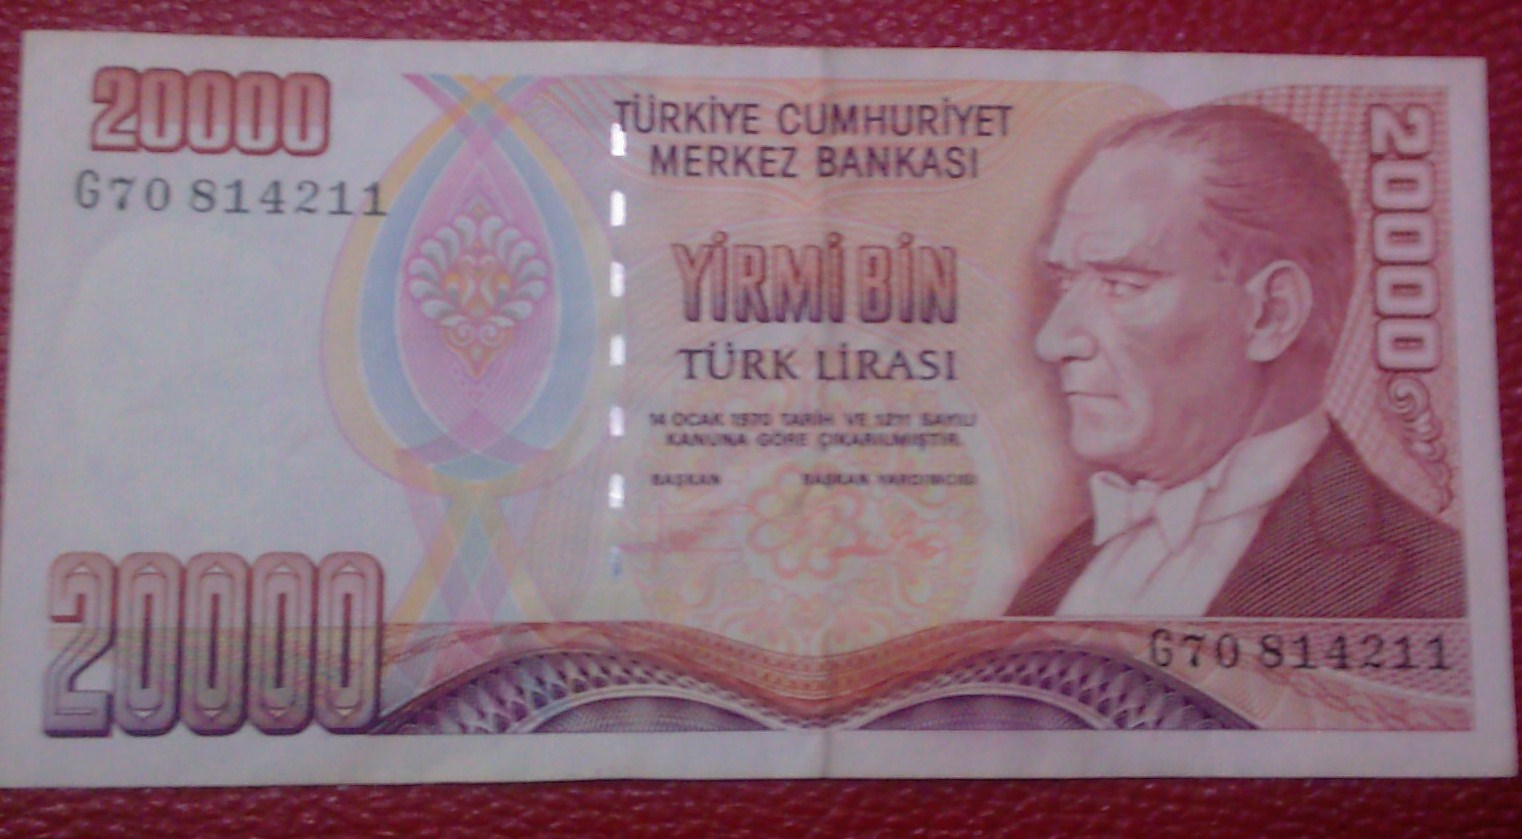 20000
G70 814211
TÜRKİYE CUMHURİYET
MERKEZ BANKASI
YİRMİ BİN
TÜRK LİRASI
14 OCAK 1970 TARİH VE 1211 SAYILI
KANUNA GÖRE ÇIKARILMIŞTIR.
BAŞKAN BAŞKAN YARDIMCISI
20000
20000
G70 814211